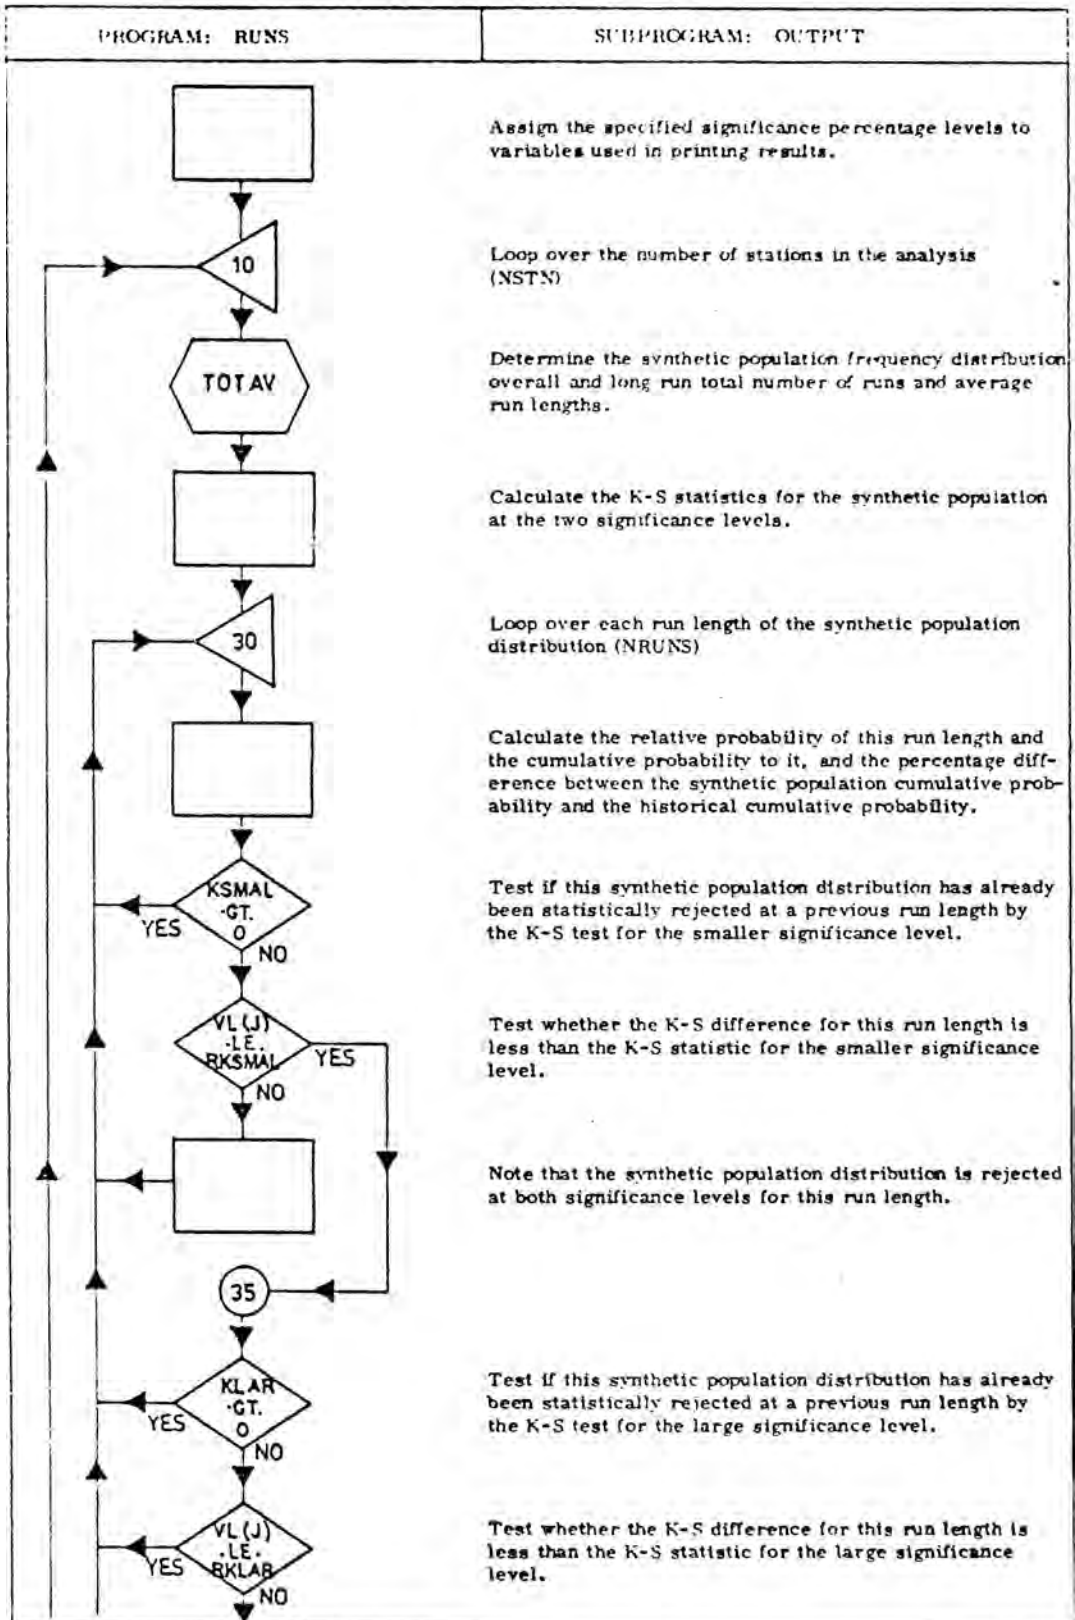 PROGRAM: RUNS
SUBPROGRAM: OUTPUT
Assign the specified significance percentage levels to
variables used in printing results.
10
Loop over the number of stations in the analysis
(NSTN)
TOTAV
Determine the synthetic population frequency distribution
overall and long run total number of runs and average
run lengths.
Calculate the K-S statistics for the synthetic population
at the two significance levels.
30
Loop over each run length of the synthetic population
distribution (NRUNS)
Calculate the relative probability of this run length and
the cumulative probability to it, and the percentage diff-
erence between the synthetic population cumulative prob-
ability and the historical cumulative probability.
KSMAL
.GT.
0
YES
NO
Test if this synthetic population distribution has already
been statistically rejected at a previous run length by
the K-S test for the smaller significance level.
VL(J)
.LE.
RKSMAL
YES
NO
Test whether the K-S difference for this run length is
less than the K-S statistic for the smaller significance
level.
Note that the synthetic population distribution is rejected
at both significance levels for this run length.
35
KLAR
.GT.
0
YES
NO
Test if this synthetic population distribution has already
been statistically rejected at a previous run length by
the K-S test for the large significance level.
VL(J)
.LE.
RKLAR
YES
NO
Test whether the K-S difference for this run length is
less than the K-S statistic for the large significance
level.